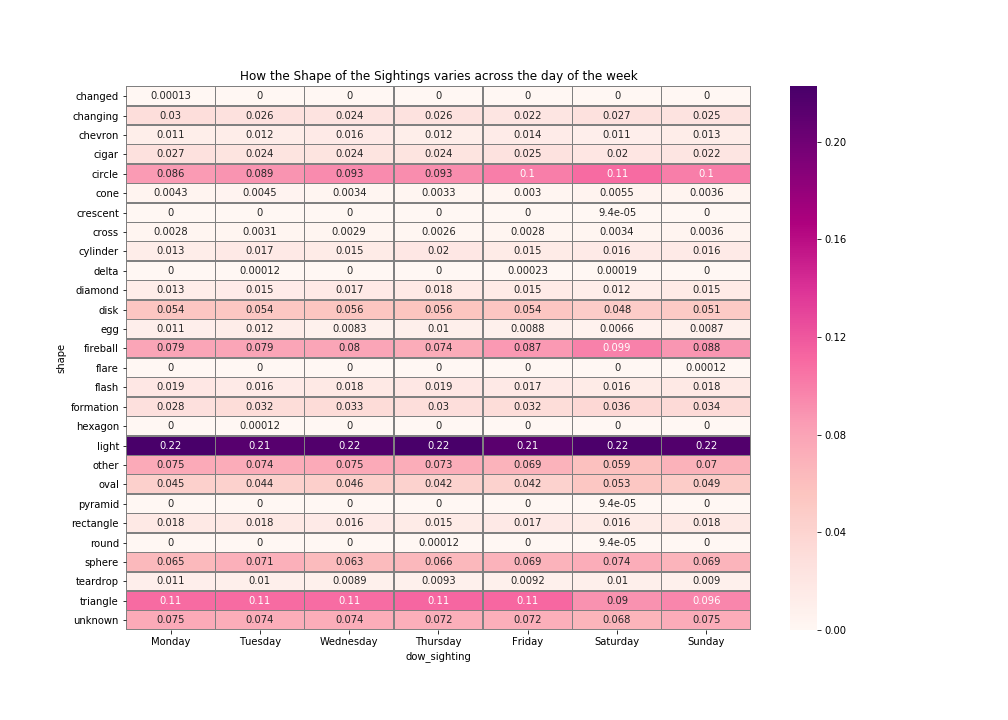 How the Shape of the Sightings varies across the day of the week
changed 0.00013 0 0 0 0 0 0
changing 0.03 0.026 0.024 0.026 0.022 0.027 0.025
chevron 0.011 0.012 0.016 0.012 0.014 0.011 0.013
cigar 0.027 0.024 0.024 0.024 0.025 0.02 0.022
circle 0.086 0.089 0.093 0.093 0.1 0.11 0.1
cone 0.0043 0.0045 0.0034 0.0033 0.003 0.0055 0.0036
crescent 0 0 0 0 0 9.4e-05 0
cross 0.0028 0.0031 0.0029 0.0026 0.0028 0.0034 0.0036
cylinder 0.013 0.017 0.015 0.02 0.015 0.016 0.016
delta 0 0.00012 0 0 0.00023 0.00019 0
diamond 0.013 0.015 0.017 0.018 0.015 0.012 0.015
disk 0.054 0.054 0.056 0.056 0.054 0.048 0.051
egg 0.011 0.012 0.0083 0.01 0.0088 0.0066 0.0087
fireball 0.079 0.079 0.08 0.074 0.087 0.099 0.088
flare 0 0 0 0 0 0 0.00012
flash 0.019 0.016 0.018 0.019 0.017 0.016 0.018
formation 0.028 0.032 0.033 0.03 0.032 0.036 0.034
hexagon 0 0.00012 0 0 0 0 0
light 0.22 0.21 0.22 0.22 0.21 0.22 0.22
other 0.075 0.074 0.075 0.073 0.069 0.059 0.07
oval 0.045 0.044 0.046 0.042 0.042 0.053 0.049
pyramid 0 0 0 0 0 9.4e-05 0
rectangle 0.018 0.018 0.016 0.015 0.017 0.016 0.018
round 0 0 0 0.00012 0 9.4e-05 0
sphere 0.065 0.071 0.063 0.066 0.069 0.074 0.069
teardrop 0.011 0.01 0.0089 0.0093 0.0092 0.01 0.009
triangle 0.11 0.11 0.11 0.11 0.11 0.09 0.096
unknown 0.075 0.074 0.074 0.072 0.072 0.068 0.075
Monday Tuesday Wednesday Thursday Friday Saturday Sunday
dow_sighting
shape
0.20
0.16
0.12
0.08
0.04
0.00